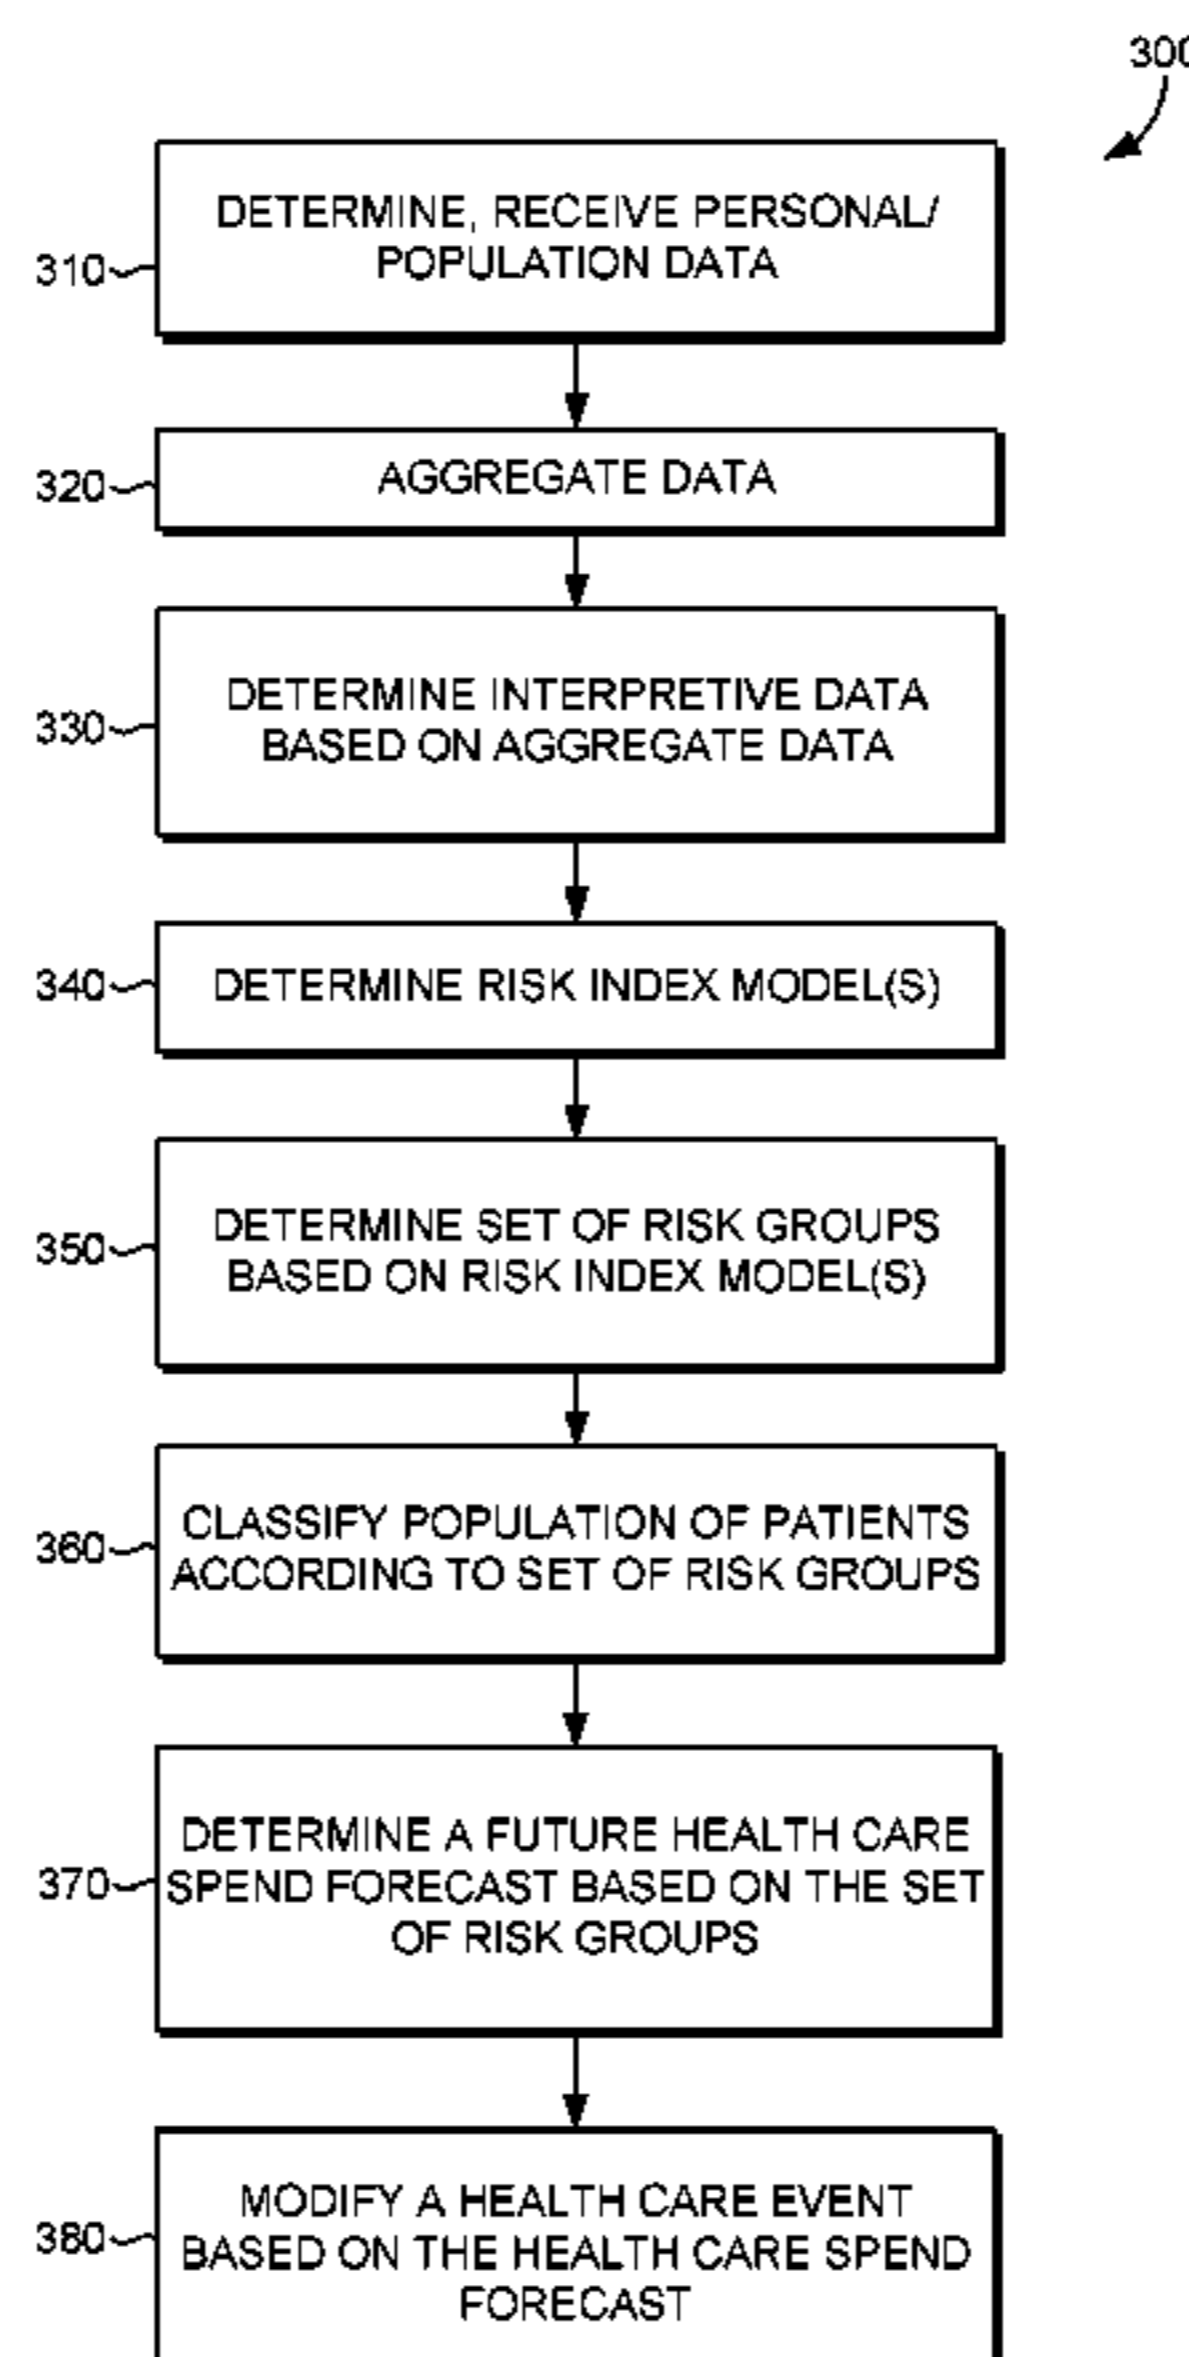 300
DETERMINE, RECEIVE PERSONAL/
POPULATION DATA
310
AGGREGATE DATA
320
DETERMINE INTERPRETIVE DATA
BASED ON AGGREGATE DATA
330
DETERMINE RISK INDEX MODEL(S)
340
DETERMINE SET OF RISK GROUPS
BASED ON RISK INDEX MODEL(S)
350
CLASSIFY POPULATION OF PATIENTS
ACCORDING TO SET OF RISK GROUPS
360
DETERMINE A FUTURE HEALTH CARE
SPEND FORECAST BASED ON THE SET
OF RISK GROUPS
370
MODIFY A HEALTH CARE EVENT
BASED ON THE HEALTH CARE SPEND
FORECAST
380